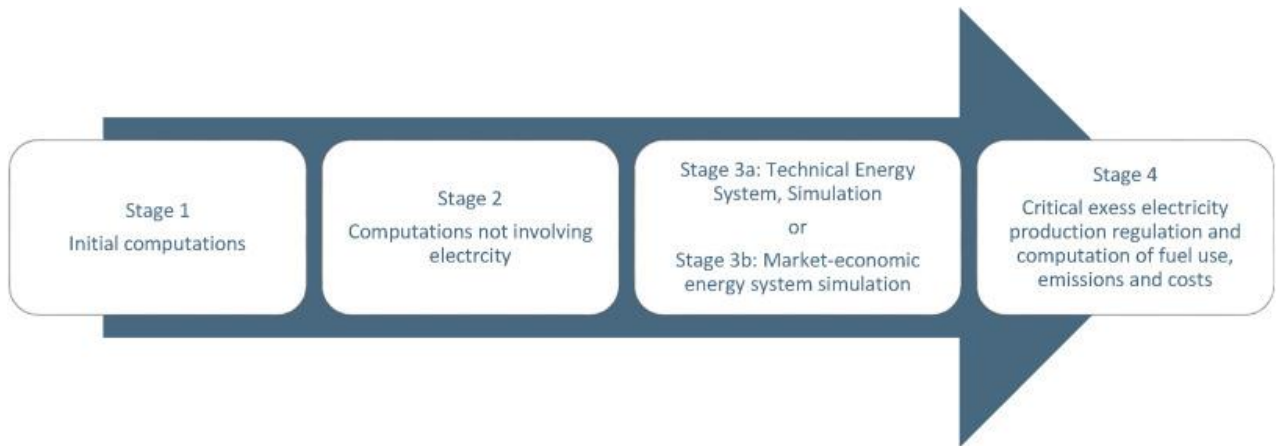 Stage 1
Initial computations
Stage 2
Computations not involving
electrcity
Stage 3a: Technical Energy
System, Simulation
or
Stage 3b: Market-economic
energy system simulation
Stage 4
Critical exess electricity
production regulation and
computation of fuel use,
emissions and costs